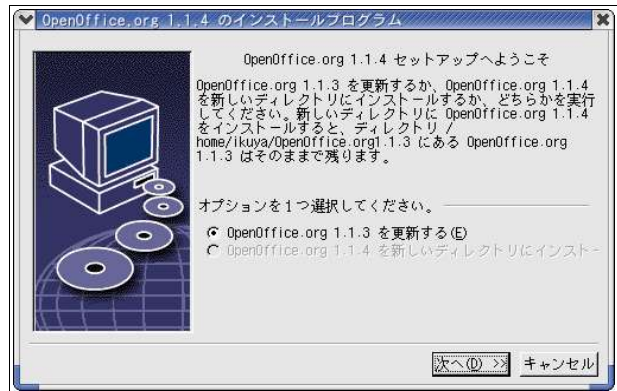 OpenOffice.org 1.1.4 のインストールプログラム
OpenOffice.org 1.1.4 セットアップへようこそ
OpenOffice.org 1.1.3 を更新するか、OpenOffice.org 1.1.4
を新しいディレクトリにインストールするか、どちらかを実行
してください。新しいディレクトリに OpenOffice.org 1.1.4
をインストールすると、ディレクトリ /
home/ikuya/OpenOffice.org1.1.3 にある OpenOffice.org
1.1.3 はそのままで残ります。
オプションを1つ選択してください。
OpenOffice.org 1.1.3 を更新する(E)
OpenOffice.org 1.1.4 を新しいディレクトリにインスト-
次へ(D) >> キャンセル